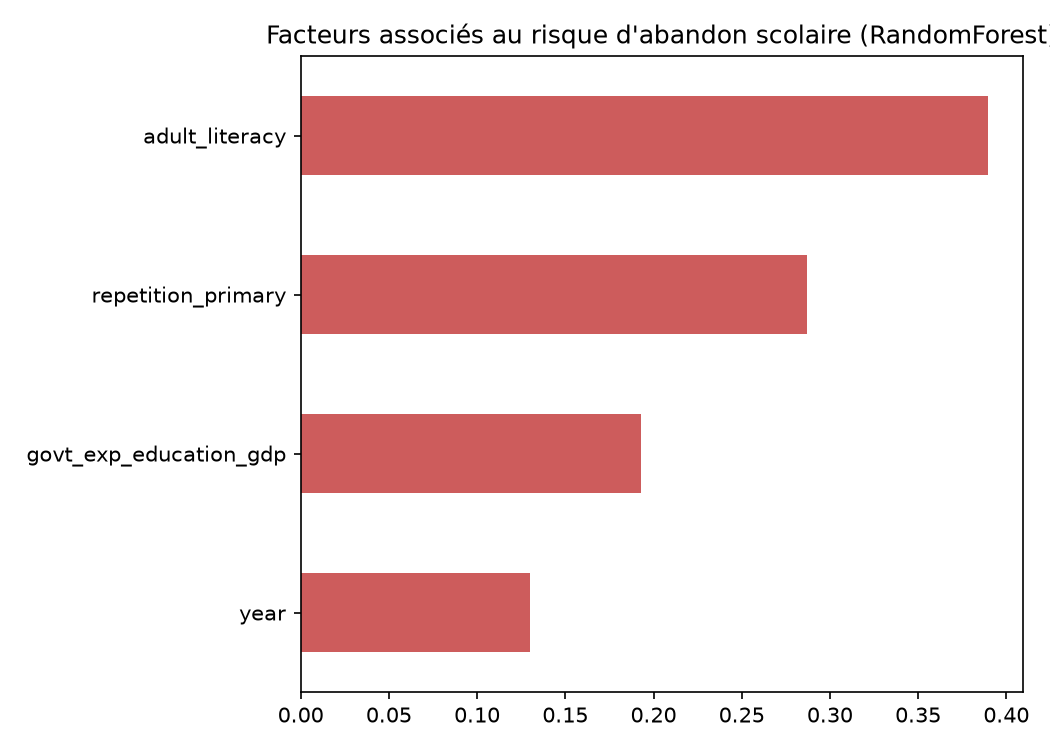 Facteurs associés au risque d'abandon scolaire (RandomForest)
adult_literacy
repetition_primary
govt_exp_education_gdp
year
0.00 0.05 0.10 0.15 0.20 0.25 0.30 0.35 0.40